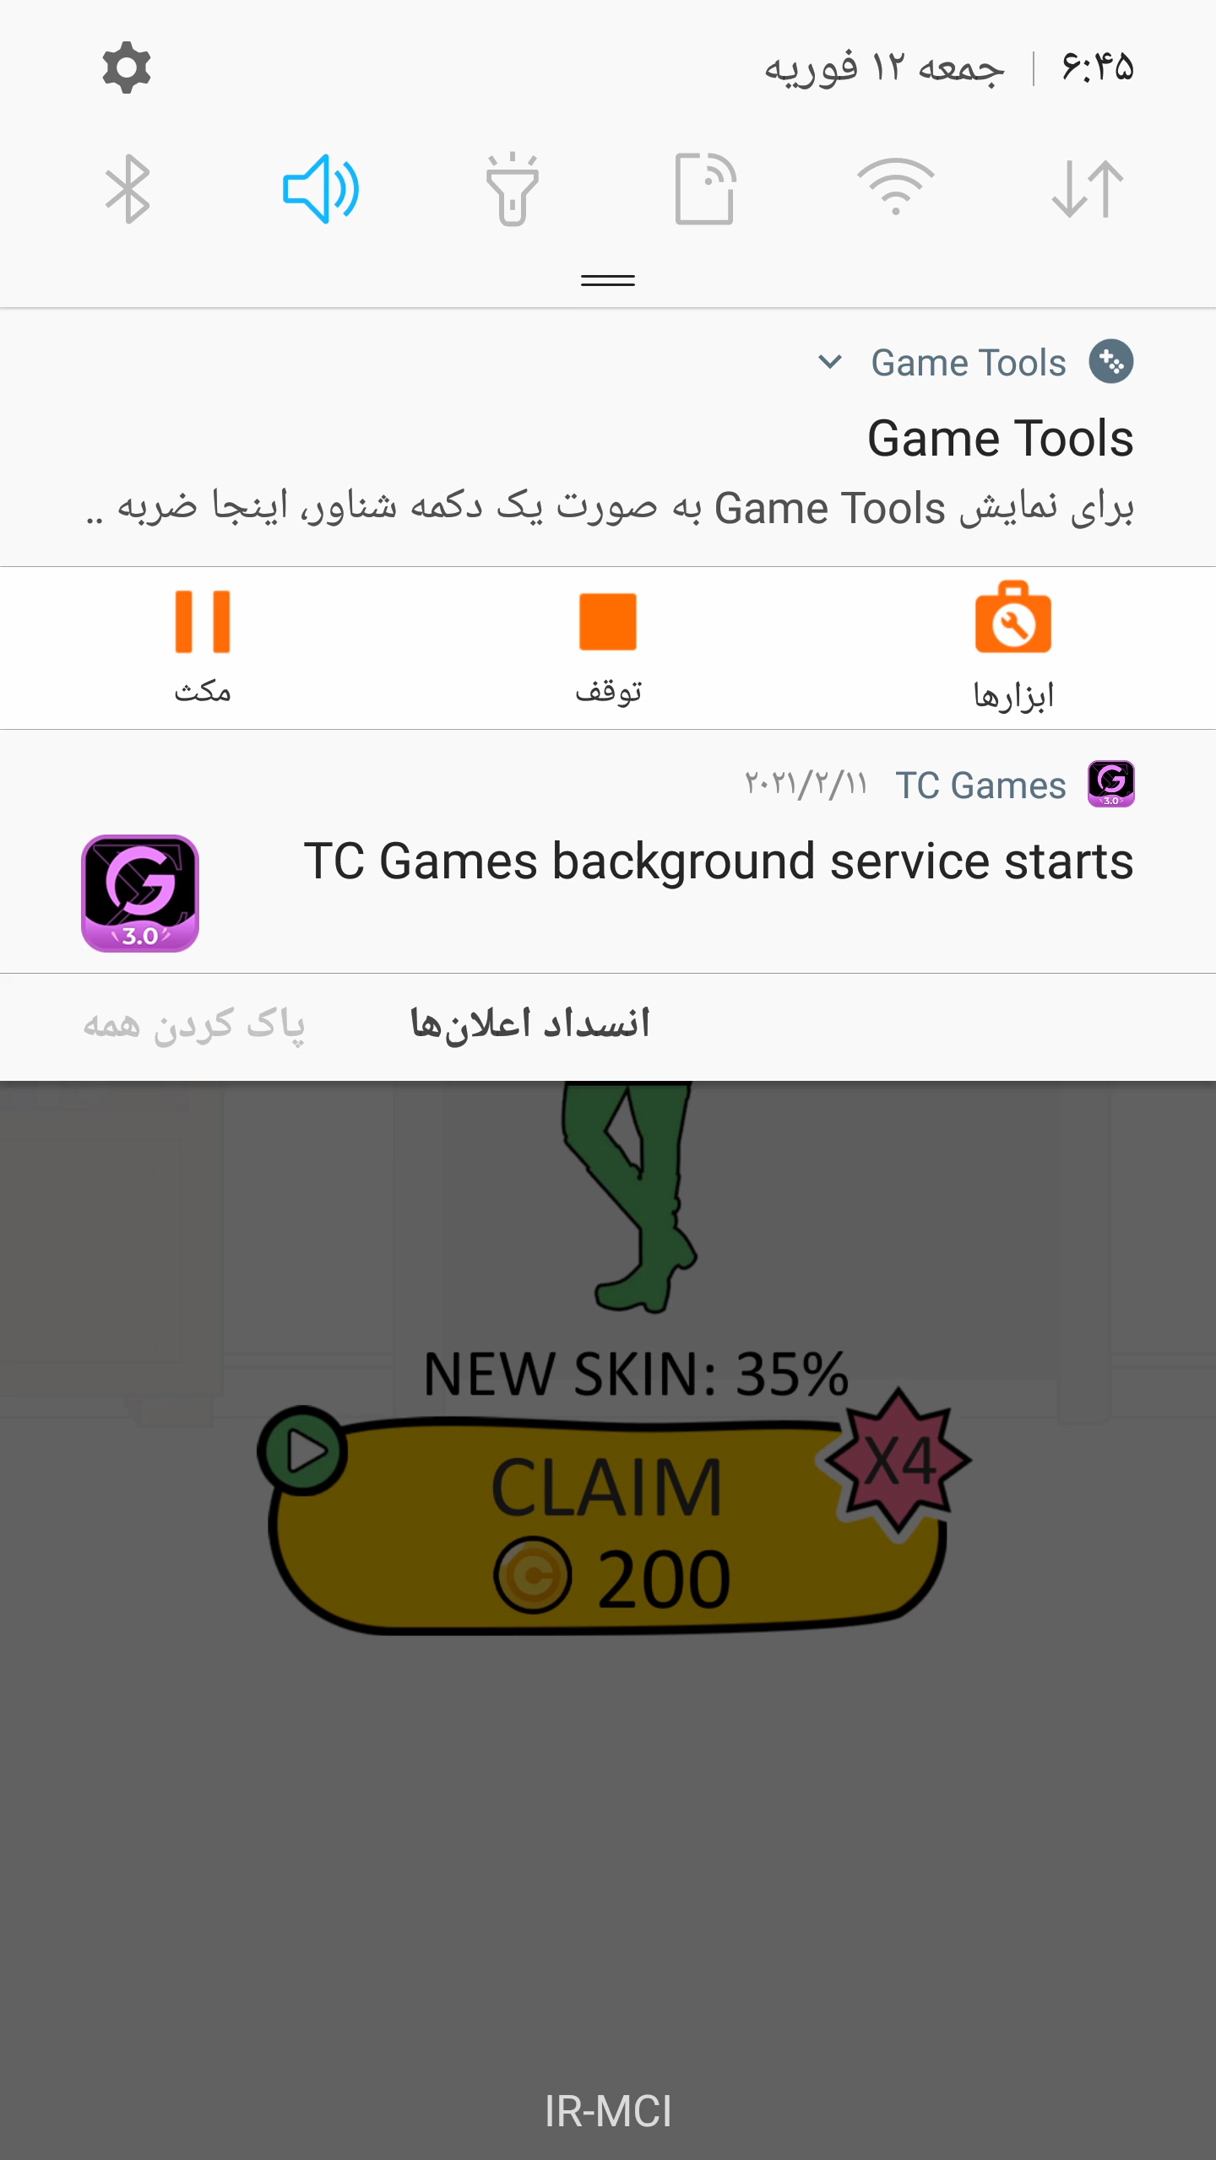 ۶:۴۵ | جمعه ۱۲ فوریه
Game Tools
Game Tools
برای نمایش Game Tools به صورت یک دکمه شناور، اینجا ضربه ..
ابزارها
توقف
مکث
TC Games ۲۰۲۱/۲/۱۱
TC Games background service starts
3.0
3.0
انسداد اعلان‌ها
پاک کردن همه
NEW SKIN: 35%
X4
CLAIM
200
IR-MCI